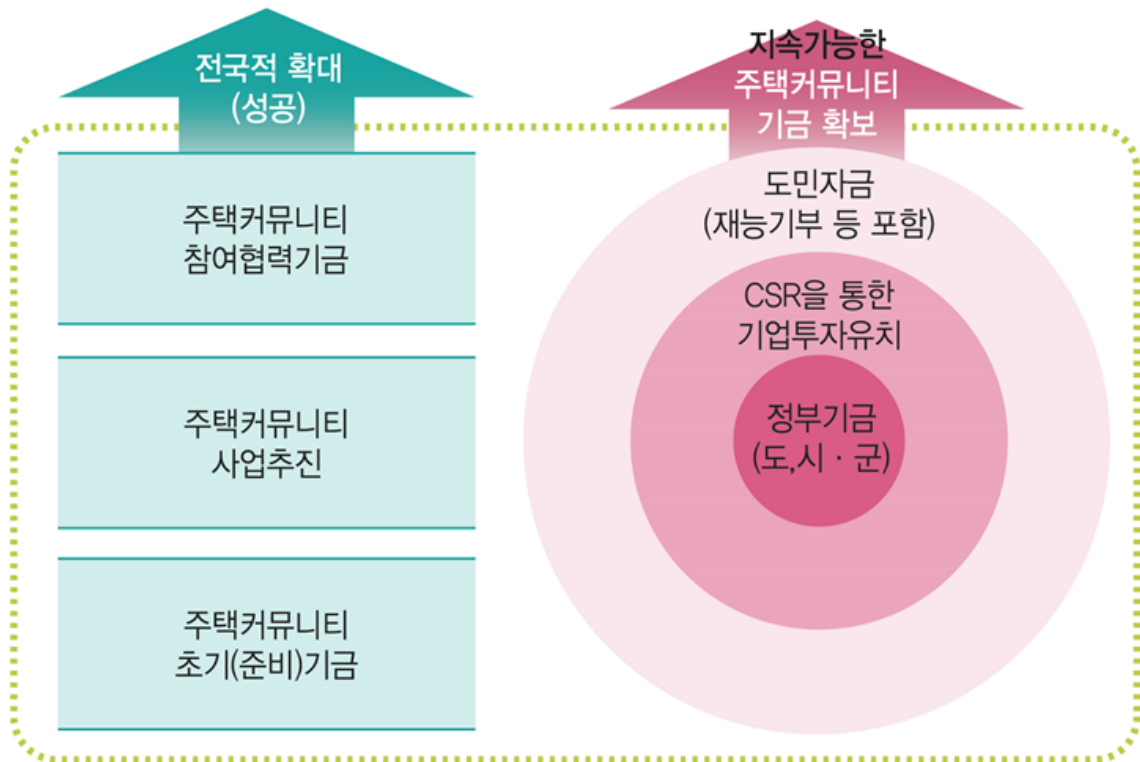 전국적 확대
(성공)
주택커뮤니티
참여협력기금
주택커뮤니티
사업추진
주택커뮤니티
초기(준비)기금
지속가능한
주택커뮤니티
기금 확보
도민자금
(재능기부 등 포함)
CSR을 통한
기업투자유치
정부기금
(도,시 · 군)